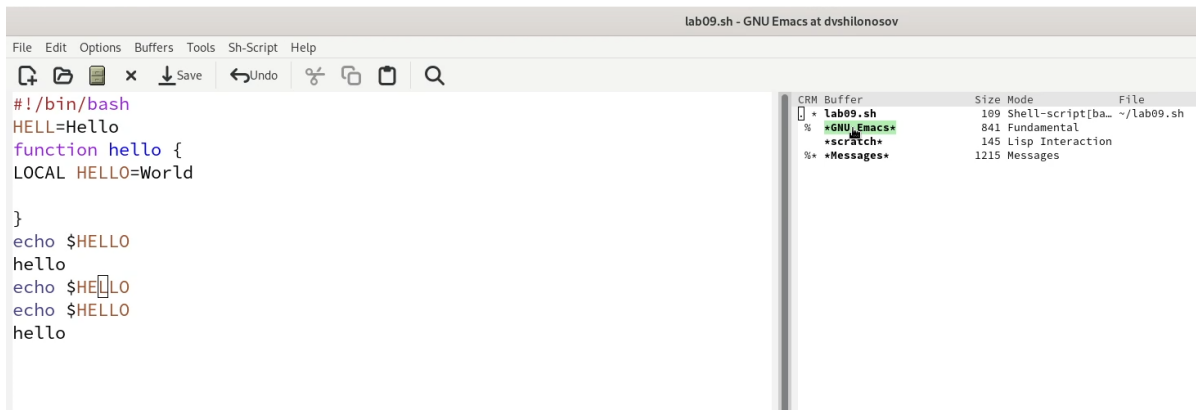 lab09.sh - GNU Emacs at dvshilonosov
File Edit Options Buffers Tools Sh-Script Help
Save Undo
#!/bin/bash
HELL=Hello
function hello {
LOCAL HELLO=World
}
echo $HELLO
hello
echo $HELLO
echo $HELLO
hello
CRM Buffer Size Mode File
. * lab09.sh 109 Shell-script[ba… ~/lab09.sh
% *GNU Emacs* 841 Fundamental
*scratch* 145 Lisp Interaction
%* *Messages* 1215 Messages